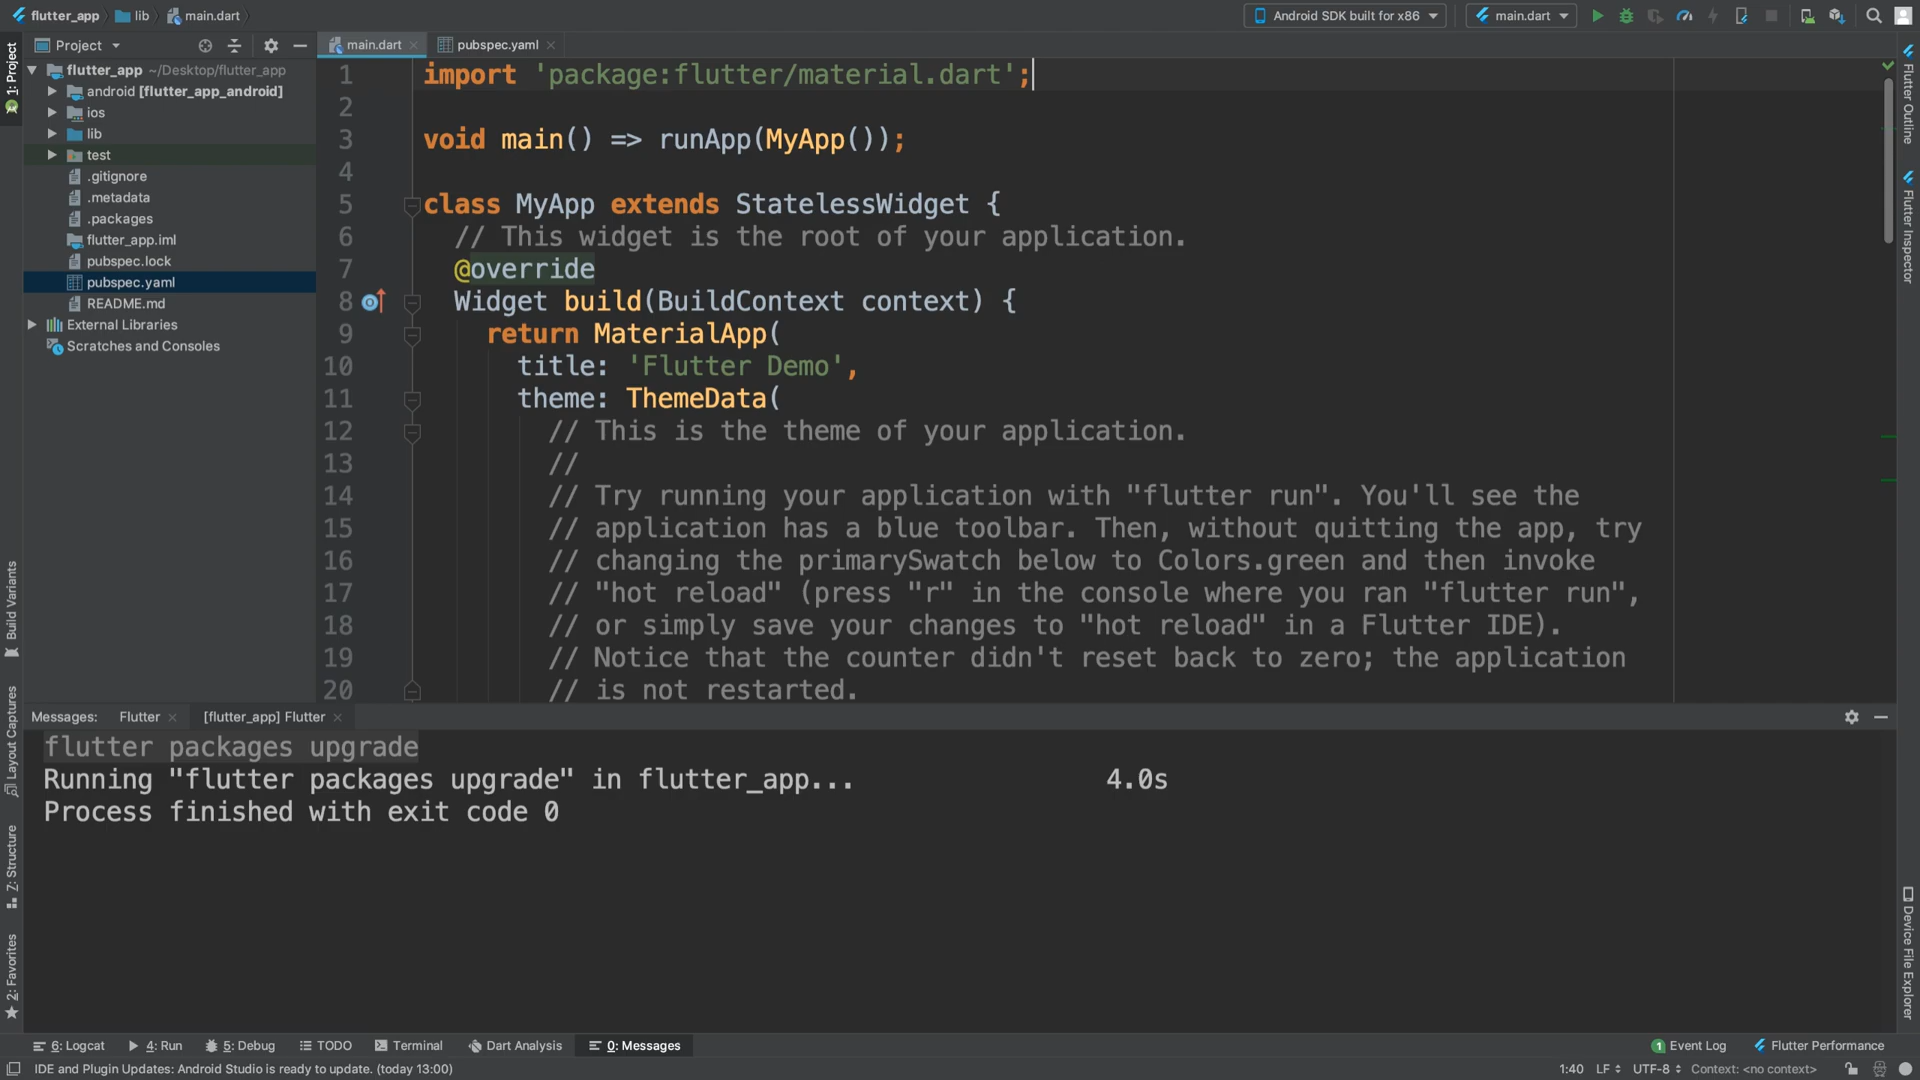 flutter_app lib main.dart Android SDK built for x86 main.dart
Project main.dart pubspec.yaml
flutter_app ~/Desktop/flutter_app
android [flutter_app_android]
ios
lib
test
.gitignore
.metadata
.packages
flutter_app.iml
pubspec.lock
pubspec.yaml
README.md
External Libraries
Scratches and Consoles
1 import 'package:flutter/material.dart';
2
3 void main() => runApp(MyApp());
4
5 class MyApp extends StatelessWidget {
6 // This widget is the root of your application.
7 @override
8 Widget build(BuildContext context) {
9 return MaterialApp(
10 title: 'Flutter Demo',
11 theme: ThemeData(
12 // This is the theme of your application.
13 //
14 // Try running your application with "flutter run". You'll see the
15 // application has a blue toolbar. Then, without quitting the app, try
16 // changing the primarySwatch below to Colors.green and then invoke
17 // "hot reload" (press "r" in the console where you ran "flutter run",
18 // or simply save your changes to "hot reload" in a Flutter IDE).
19 // Notice that the counter didn't reset back to zero; the application
20 // is not restarted.
1: Project
Build Variants
Layout Captures
7: Structure
2: Favorites
Flutter Outline
Flutter Inspector
Device File Explorer
Messages: Flutter [flutter_app] Flutter
flutter packages upgrade
Running "flutter packages upgrade" in flutter_app... 4.0s
Process finished with exit code 0
6: Logcat 4: Run 5: Debug TODO Terminal Dart Analysis 0: Messages 1 Event Log Flutter Performance
IDE and Plugin Updates: Android Studio is ready to update. (today 13:00) 1:40 LF UTF-8 Context: <no context>